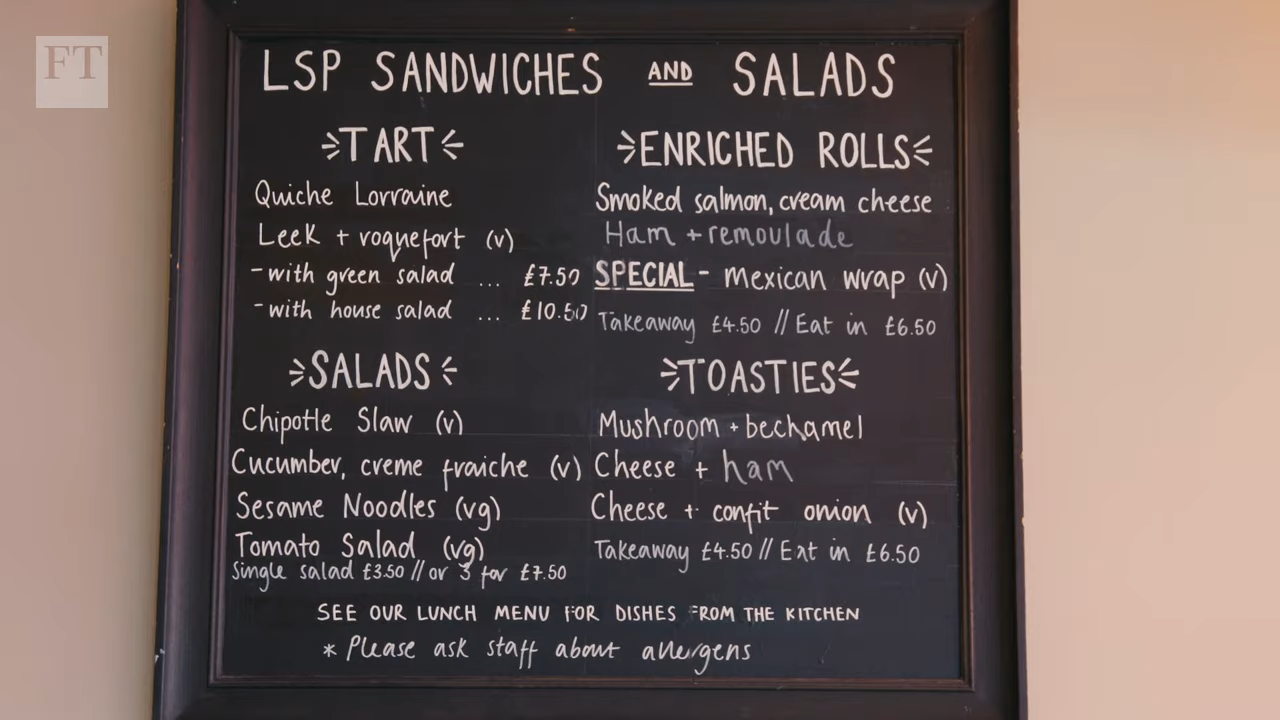 FT
LSP SANDWICHES AND SALADS
TART
Quiche Lorraine
Leek + roquefort (v)
- with green salad ... £7.50
- with house salad ... £10.50
SALADS
Chipotle Slaw (v)
Cucumber, creme fraiche (v)
Sesame Noodles (vg)
Tomato Salad (vg)
Single salad £3.50 // or 3 for £7.50
ENRICHED ROLLS
Smoked salmon, cream cheese
Ham + remoulade
SPECIAL - Mexican wrap (v)
Takeaway £4.50 // Eat in £6.50
TOASTIES
Mushroom + bechamel
Cheese + ham
Cheese + confit onion (v)
Takeaway £4.50 // Eat in £6.50
SEE OUR LUNCH MENU FOR DISHES FROM THE KITCHEN
* Please ask staff about allergens